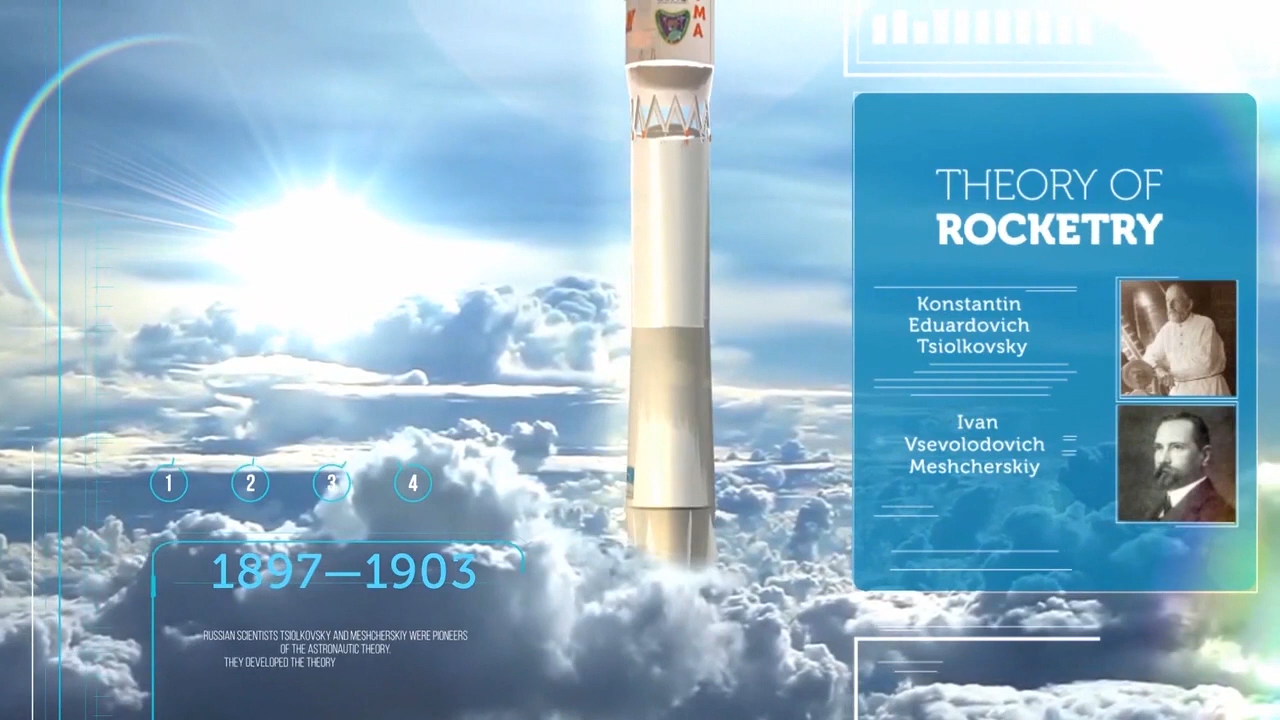 MA
THEORY OF
ROCKETRY
Konstantin
Eduardovich
Tsiolkovsky
Ivan
Vsevolodovich
Meshcherskiy
1 2 3 4
1897—1903
RUSSIAN SCIENTISTS TSIOLKOVSKY AND MESHCHERSKIY WERE PIONEERS
OF THE ASTRONAUTIC THEORY.
THEY DEVELOPED THE THEORY